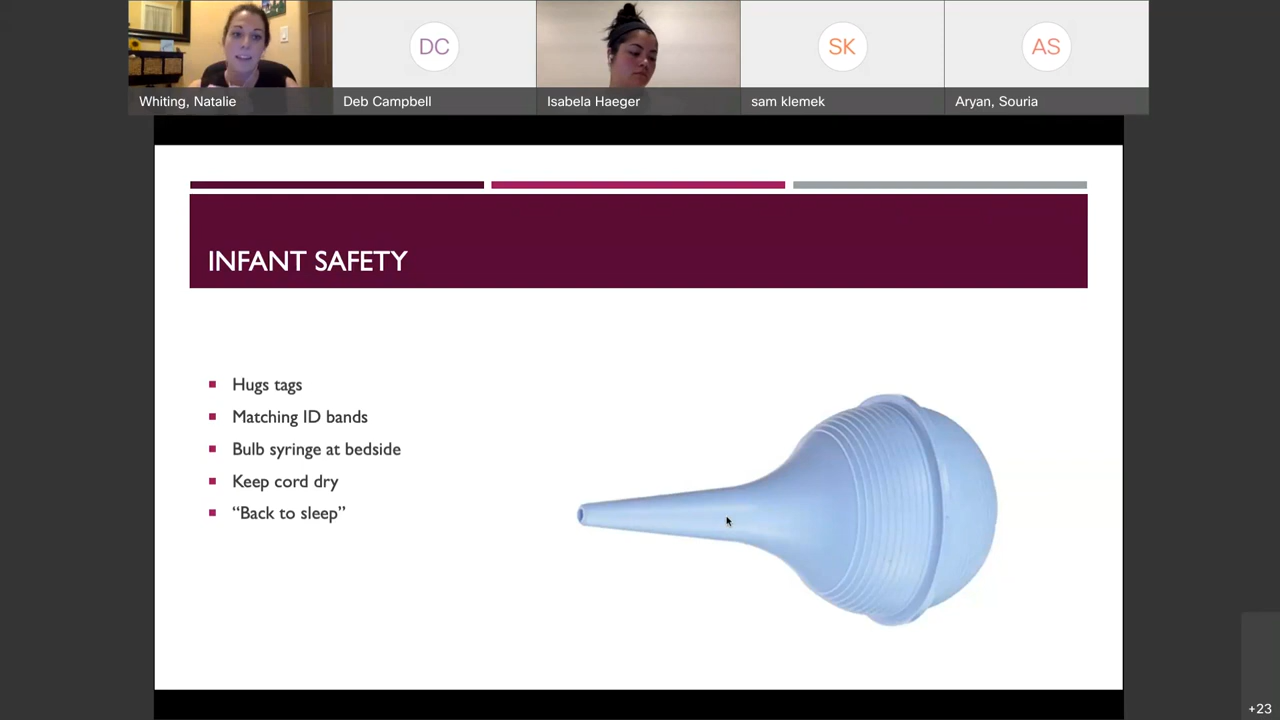 DC
SK
AS
Whiting, Natalie
Deb Campbell
Isabela Haeger
sam klemek
Aryan, Souria
INFANT SAFETY
Hugs tags
Matching ID bands
Bulb syringe at bedside
Keep cord dry
“Back to sleep”
+23